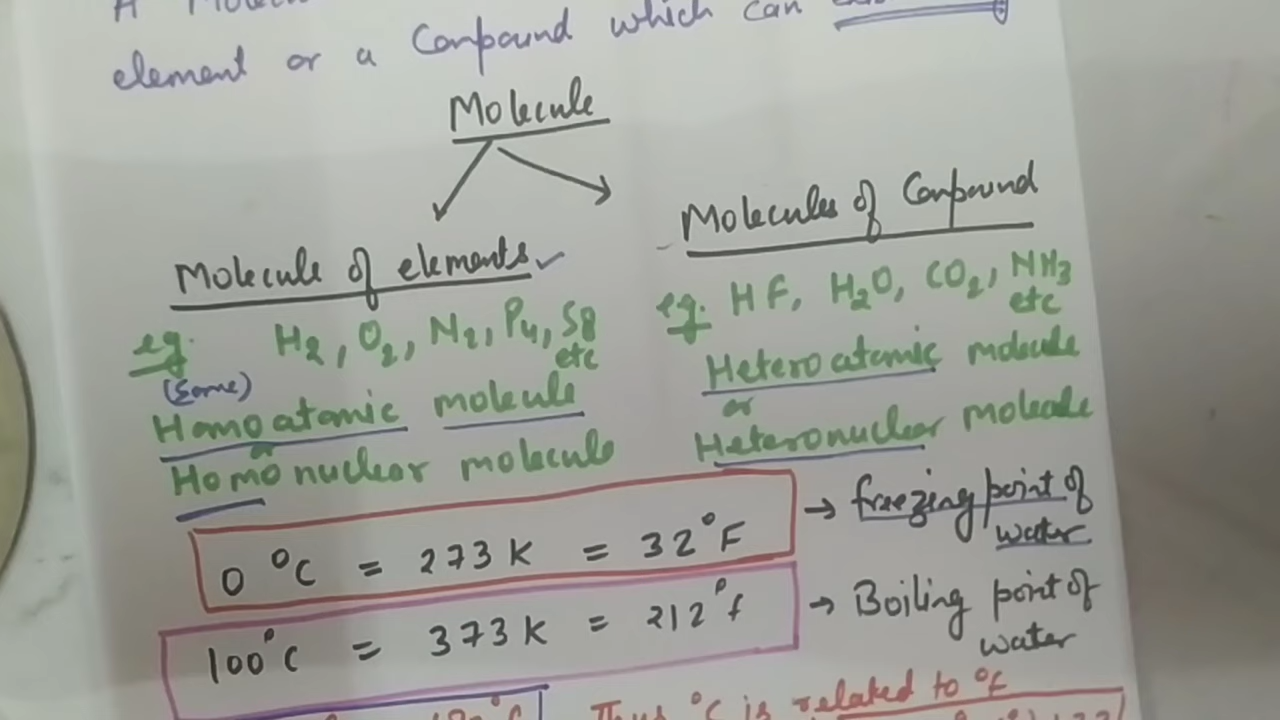 element or a Compound which can
Molecule
Molecule of elements ✓
eg. H2, O2, N2, P4, S8
etc
(Same)
Homoatomic molecule
or
Homonuclear molecule
Molecules of Compound
eg. HF, H2O, CO2, NH3
etc
Heteroatomic molecule
or
Heteronuclear molecule
0 °C = 273 K = 32 °F → freezing point of
water
100°C = 373 K = 212 °f → Boiling point of
water
Thus °C is related to °f